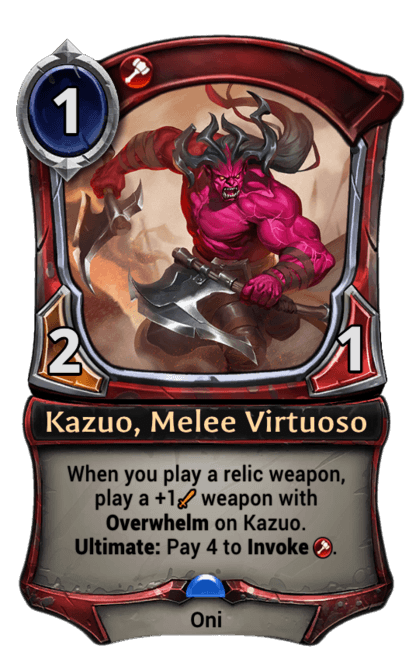 1
2
1
Kazuo, Melee Virtuoso
When you play a relic weapon,
play a +1 weapon with
Overwhelm on Kazuo.
Ultimate: Pay 4 to Invoke .
Oni